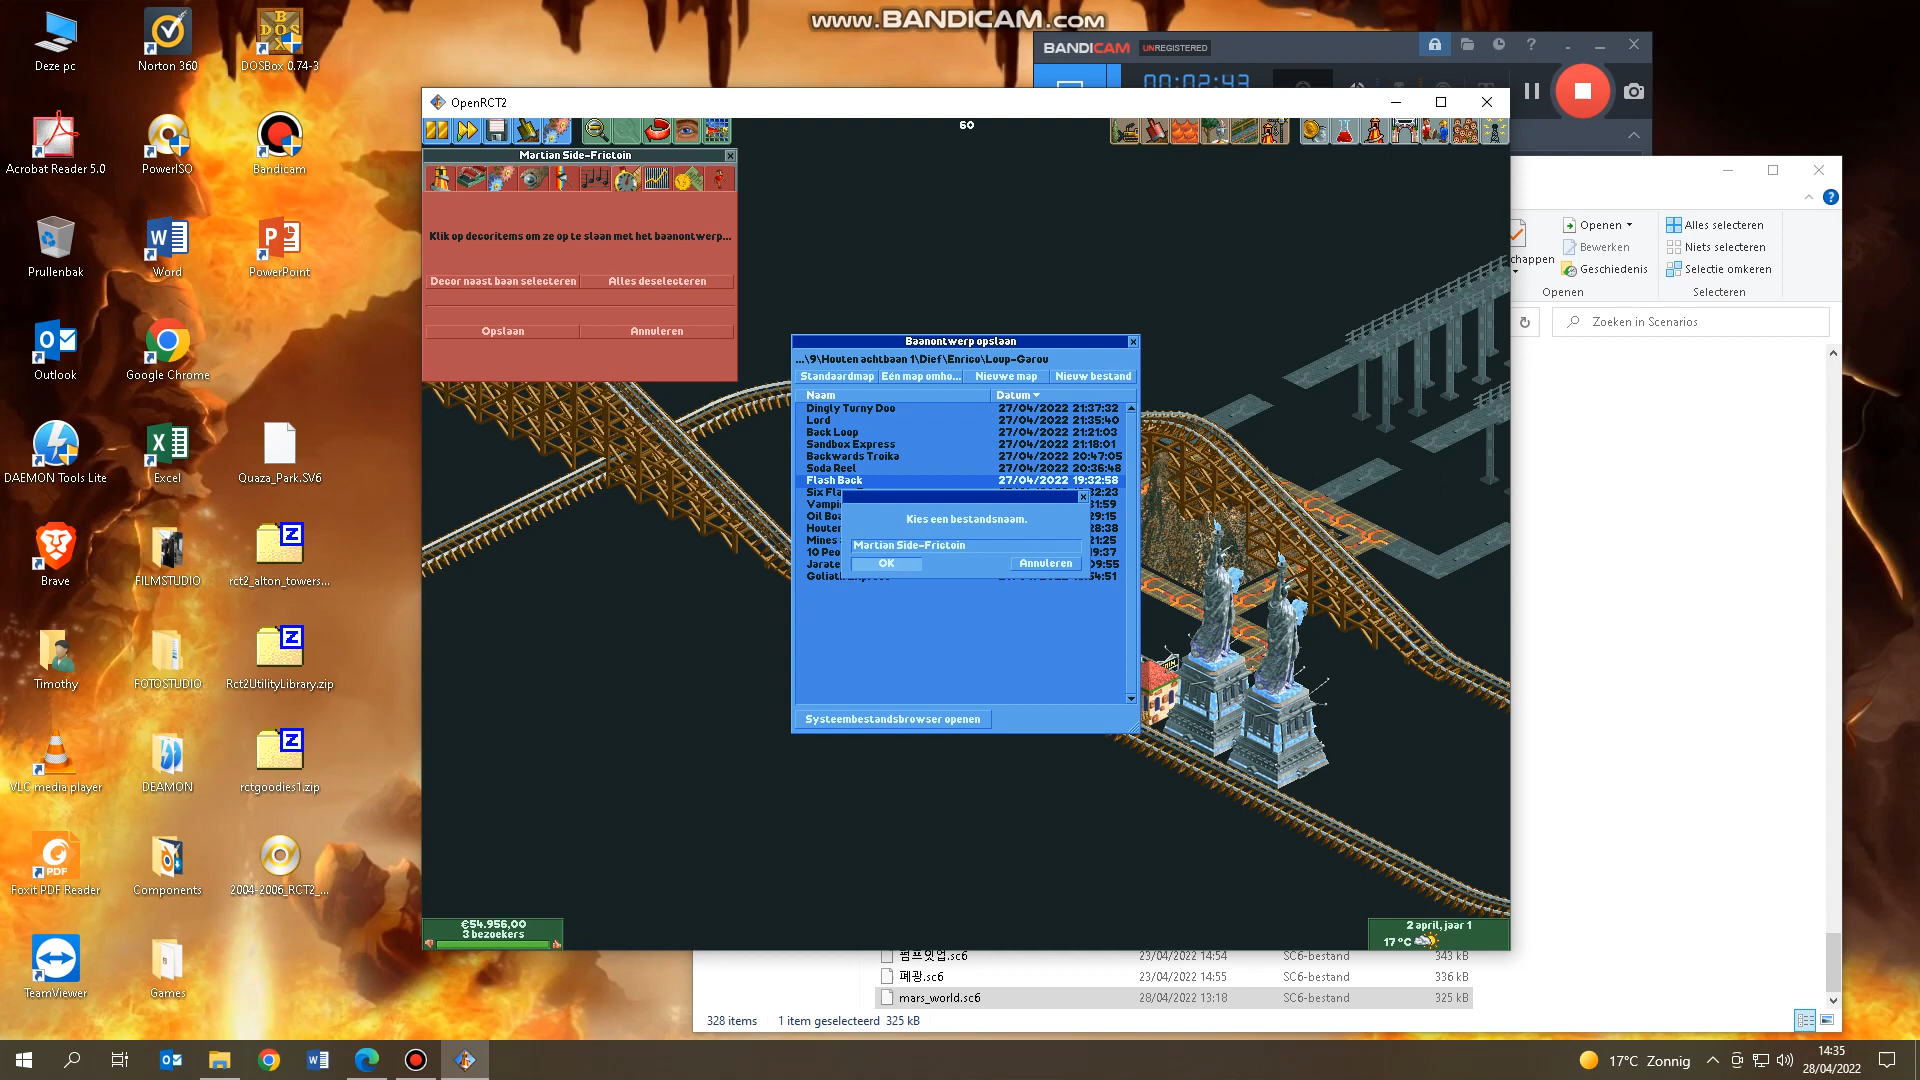 www.BANDICAM.com
Deze pc
Norton 360
DOSBox 0.74-3
BANDICAM UNREGISTERED
00:02:43
OpenRCT2
60
Acrobat Reader 5.0
PowerISO
Bandicam
Martian Side-Frictoin
Klik op decoritems om ze op te slaan met het baanontwerp...
Decor naast baan selecteren
Alles deselecteren
Opslaan
Annuleren
Openen
Bewerken
Geschiedenis
Openen
Alles selecteren
Niets selecteren
Selectie omkeren
Selecteren
Zoeken in Scenarios
Prullenbak
Word
PowerPoint
Outlook
Google Chrome
Baanontwerp opslaan
...\9\Houten achtbaan 1\Dief\Enrico\Loup-Garou
Standaardmap
Eén map omho...
Nieuwe map
Nieuw bestand
Naam
Datum
Dingly Turny Doo 27/04/2022 21:37:32
Lord 27/04/2022 21:35:40
Back Loop 27/04/2022 21:21:03
Sandbox Express 27/04/2022 21:18:01
Backwards Troika 27/04/2022 20:47:05
Soda Reel 27/04/2022 20:36:48
Flash Back 27/04/2022 19:32:58
Kies een bestandsnaam.
Martian Side-Frictoin
OK
Annuleren
Systeembestandsbrowser openen
DAEMON Tools Lite
Excel
Quaza_Park.SV6
Brave
FILMSTUDIO
rct2_alton_towers...
Timothy
FOTOSTUDIO
Rct2UtilityLibrary.zip
VLC media player
DEAMON
rctgoodies1.zip
Foxit PDF Reader
Components
2004-2006_RCT2_...
TeamViewer
Games
€54.956,00
3 bezoekers
2 april, jaar 1
17 °C
펌프잇업.sc6 23/04/2022 14:54 SC6-bestand 343 kB
폐광.sc6 23/04/2022 14:55 SC6-bestand 336 kB
mars_world.sc6 28/04/2022 13:18 SC6-bestand 325 kB
328 items 1 item geselecteerd 325 kB
17°C Zonnig
14:35
28/04/2022